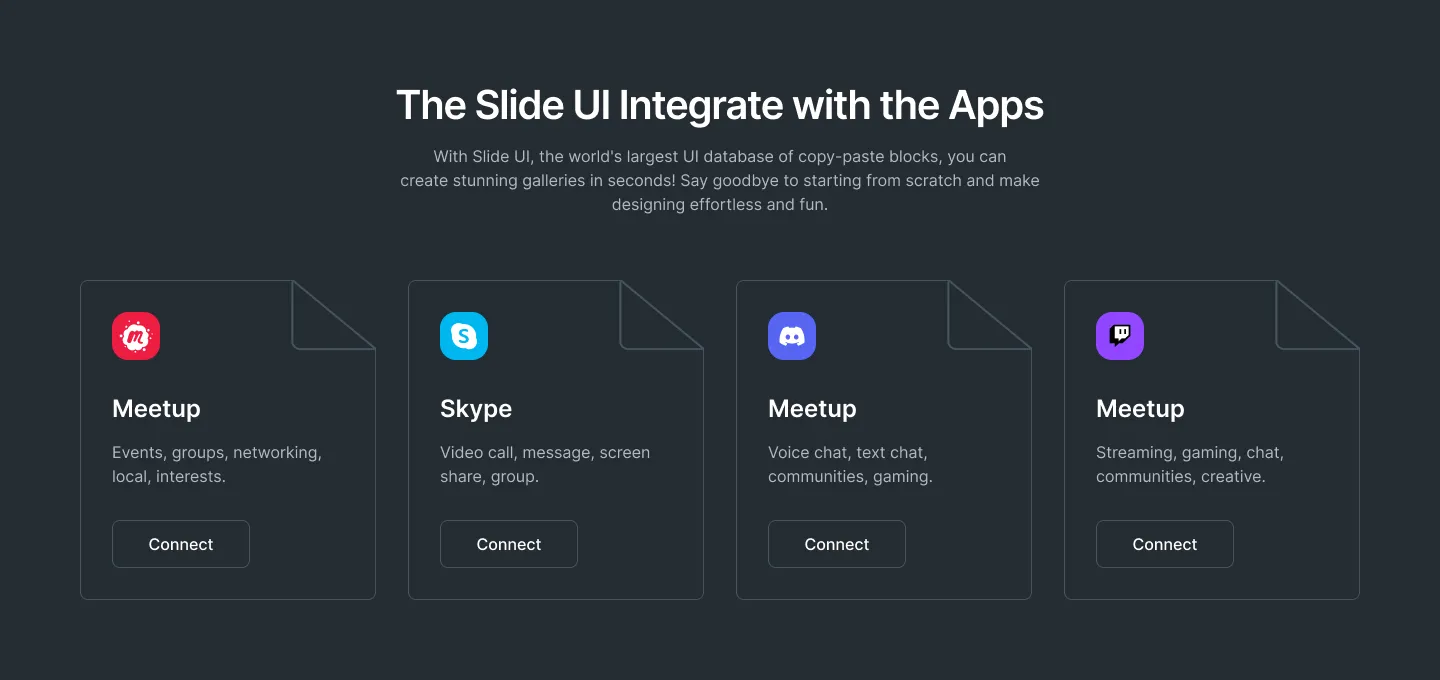 The Slide UI Integrate with the Apps
With Slide UI, the world's largest UI database of copy-paste blocks, you can
create stunning galleries in seconds! Say goodbye to starting from scratch and make
designing effortless and fun.
m
Meetup
Events, groups, networking,
local, interests.
Connect
S
Skype
Video call, message, screen
share, group.
Connect
Meetup
Voice chat, text chat,
communities, gaming.
Connect
Meetup
Streaming, gaming, chat,
communities, creative.
Connect